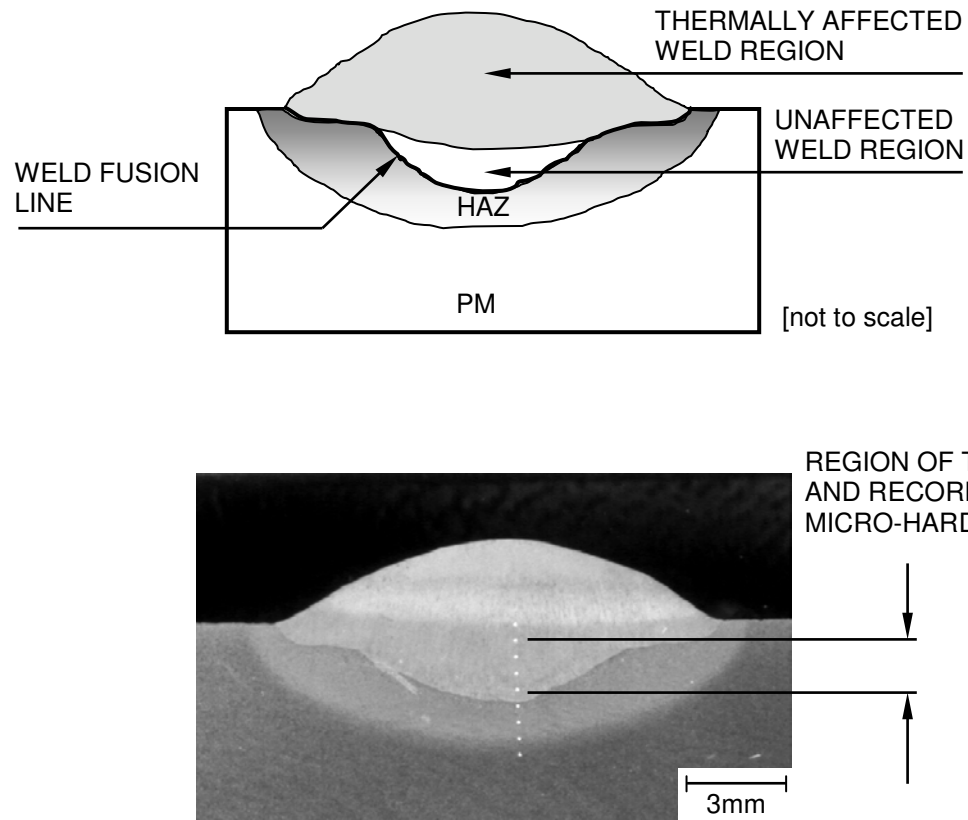 THERMALLY AFFECTED
WELD REGION
UNAFFECTED
WELD REGION
WELD FUSION
LINE
HAZ
PM
[not to scale]
REGION OF
AND
MICRO-HARD
3mm